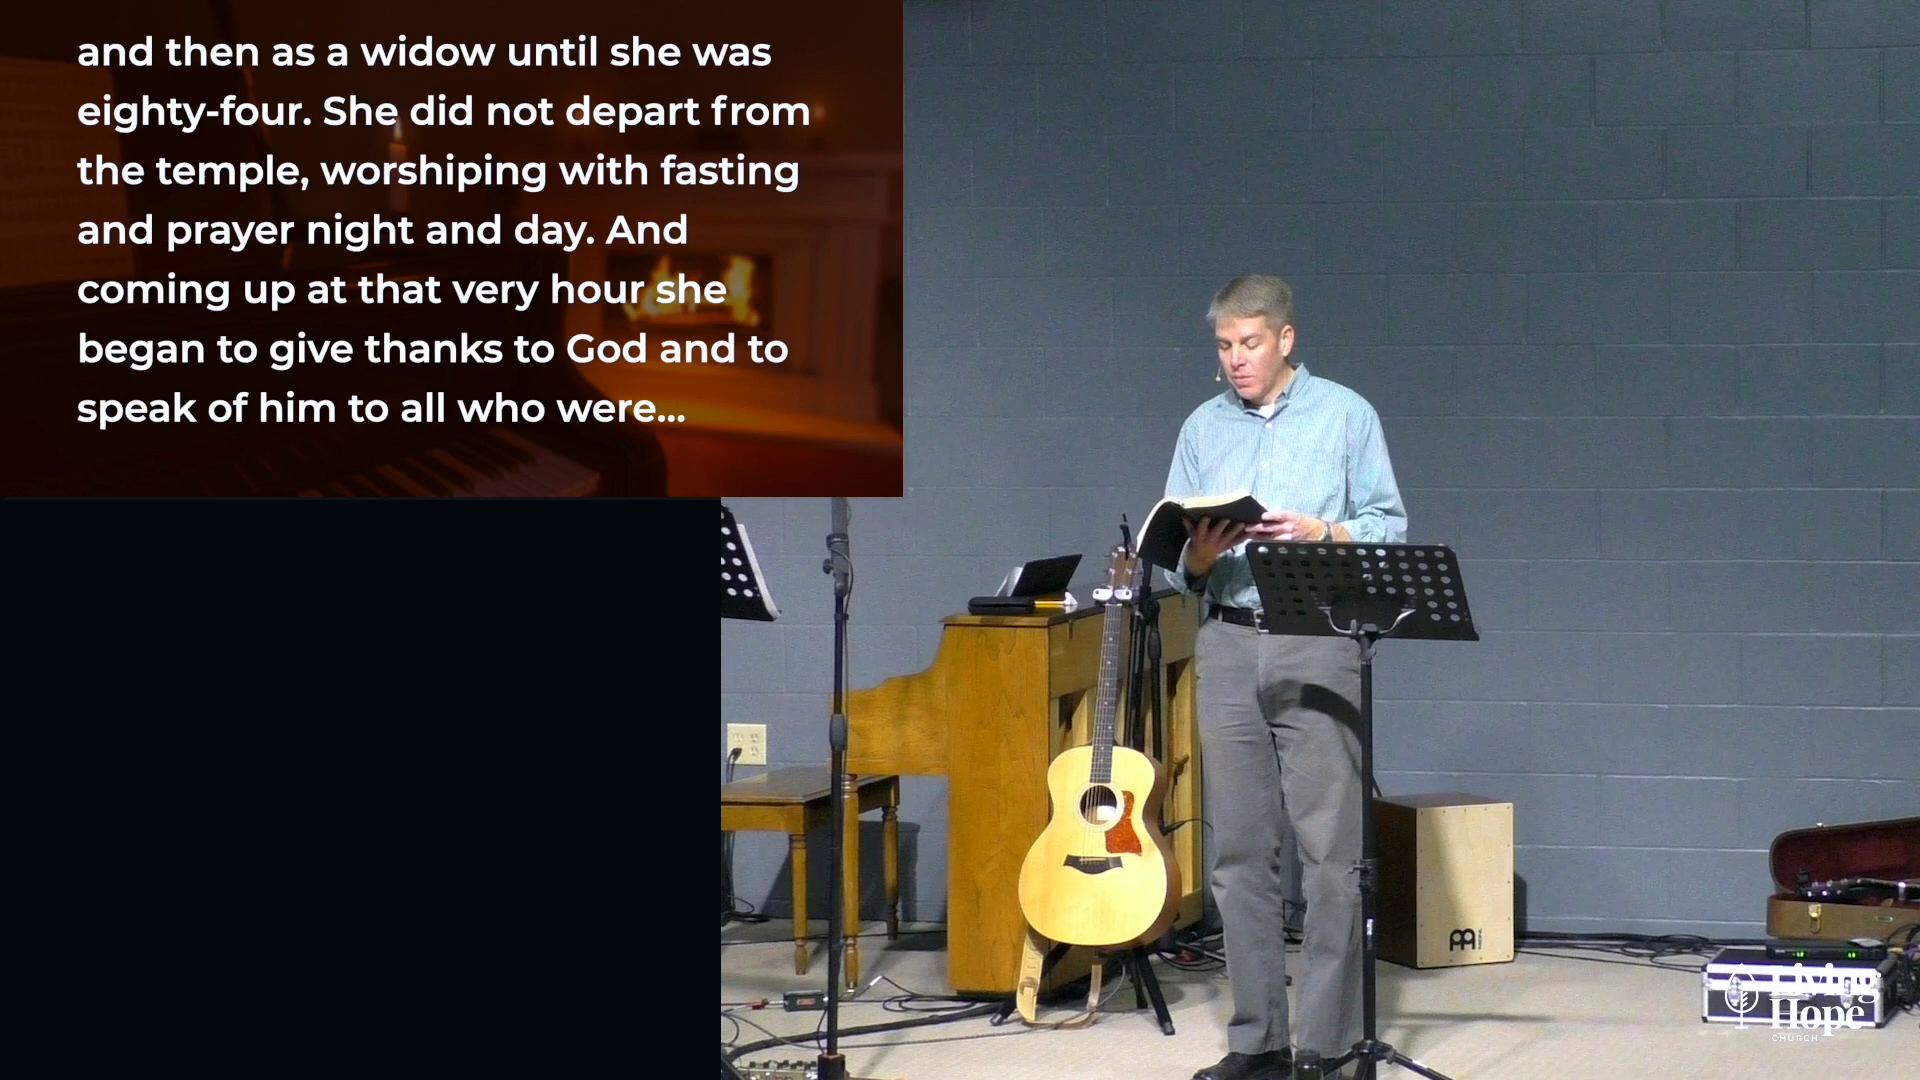 and then as a widow until she was
eighty-four. She did not depart from
the temple, worshiping with fasting
and prayer night and day. And
coming up at that very hour she
began to give thanks to God and to
speak of him to all who were...
Living
Hope
CHURCH